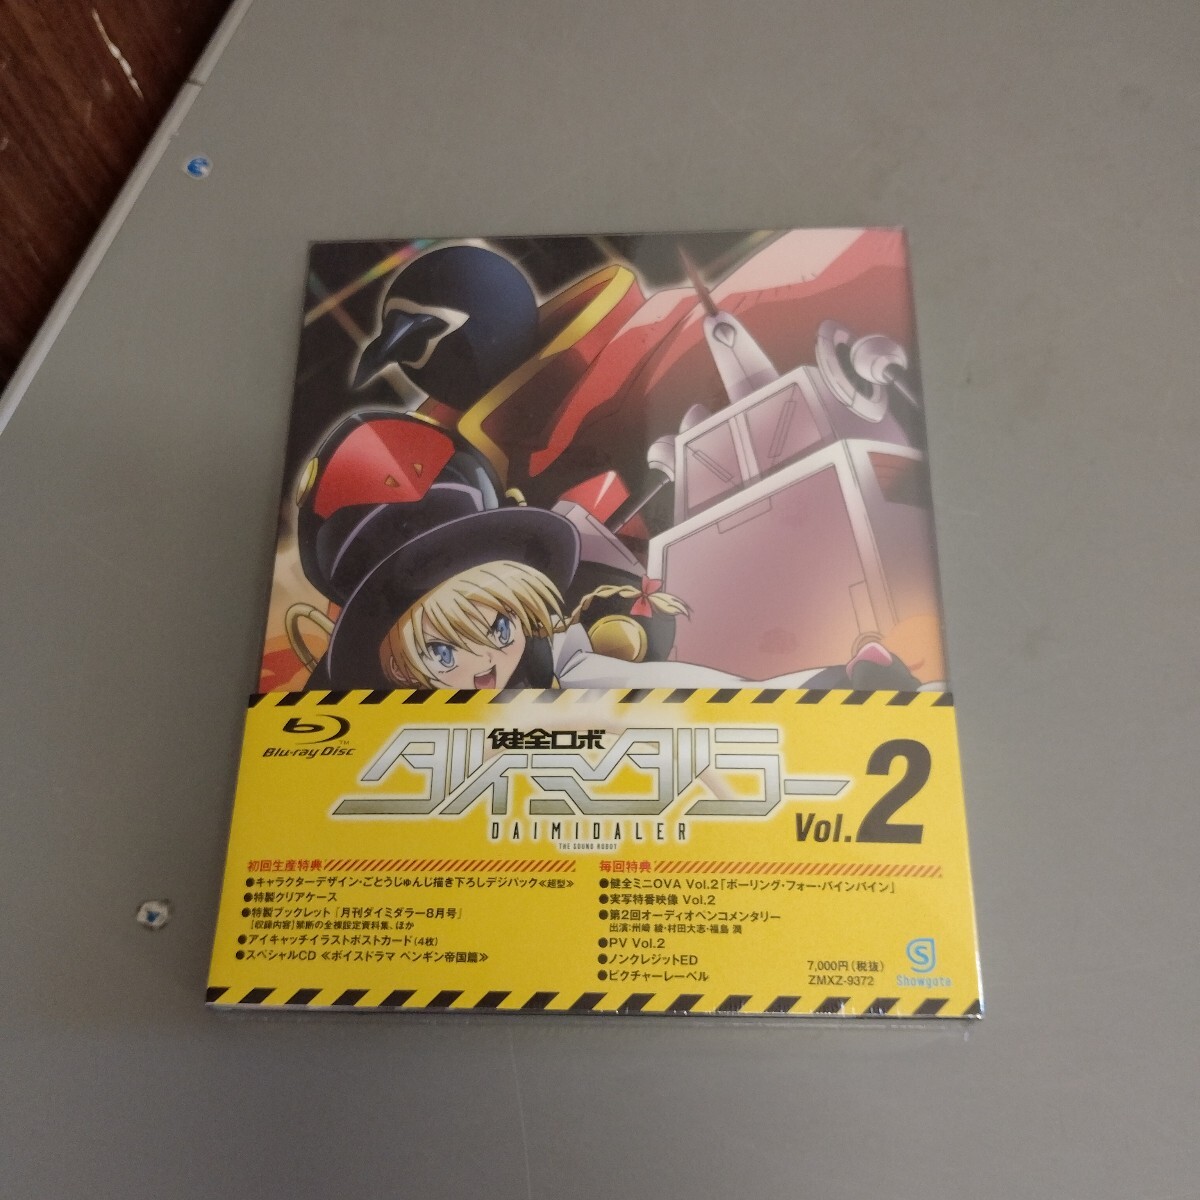 Blu-ray Disc
TM
健全ロボ
ダイミダラー
DAIMIDALER
THE SOUND ROBOT
Vol.2
初回生産特典
●キャラクターデザイン・ごとうじゅんじ描き下ろしデジパック≪超型≫
●特製クリアケース
●特製ブックレット「月刊ダイミダラー8月号」
[収録内容]禁断の全裸設定資料集、ほか
●アイキャッチイラストポストカード(4枚)
●スペシャルCD ≪ボイスドラマ ペンギン帝国篇≫
毎回特典
●健全ミニOVA Vol.2「ボーリング・フォー・パインパイン」
●実写特番映像 Vol.2
●第2回オーディオペンコメンタリー
出演:州崎 綾・村田大志・福島 潤
●PV Vol.2
●ノンクレジットED
●ピクチャーレーベル
7,000円(税抜)
ZMXZ-9372
S
Showgate